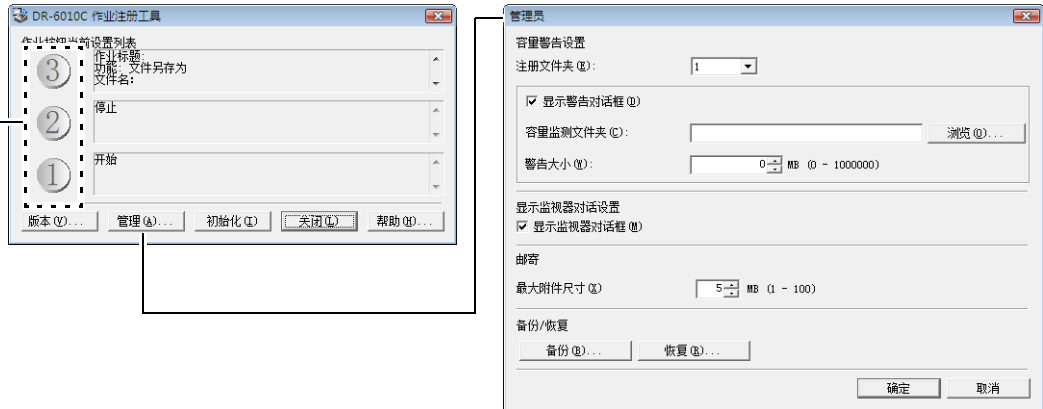 DR-6010C 作业注册工具
作业按钮当前设置列表
3
作业标题:
功能: 文件另存为
文件名:
2
停止
1
开始
版本(V)...
管理(A)...
初始化(I)
关闭(L)
帮助(H)...
管理员
容量警告设置
注册文件夹(R):
1
显示警告对话框(D)
容量监测文件夹(C):
浏览(O)...
警告大小(W):
0
MB (0 - 1000000)
显示监视器对话设置
显示监视器对话框(M)
邮寄
最大附件尺寸(X)
5
MB (1 - 100)
备份/恢复
备份(B)...
恢复(R)...
确定
取消